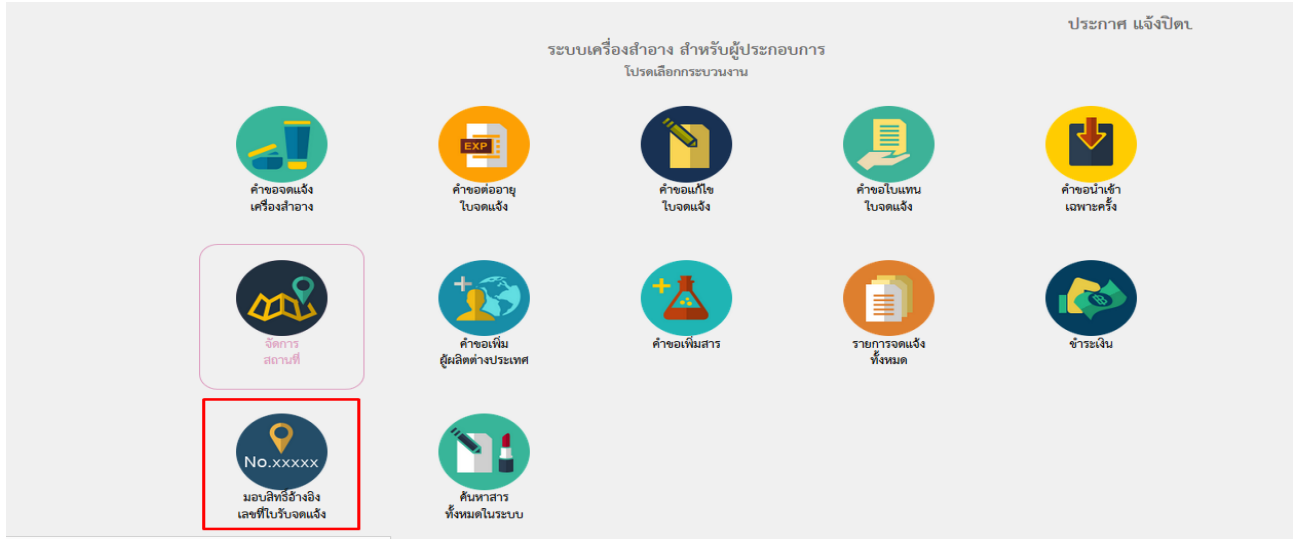 ประกาศ แจ้งปิดบ
ระบบเครื่องสำอาง สำหรับผู้ประกอบการ
โปรดเลือกกระบวนงาน
EXP
คำขอจดแจ้ง
เครื่องสำอาง
คำขอต่ออายุ
ใบจดแจ้ง
คำขอแก้ไข
ใบจดแจ้ง
คำขอใบแทน
ใบจดแจ้ง
คำขอนำเข้า
เฉพาะครั้ง
จัดการ
สถานที่
คำขอเพิ่ม
ผู้ผลิตต่างประเทศ
คำขอเพิ่มสาร
รายการจดแจ้ง
ทั้งหมด
ชำระเงิน
No.xxxxx
มอบสิทธิ์อ้างอิง
เลขที่ใบรับจดแจ้ง
ค้นหาสาร
ทั้งหมดในระบบ